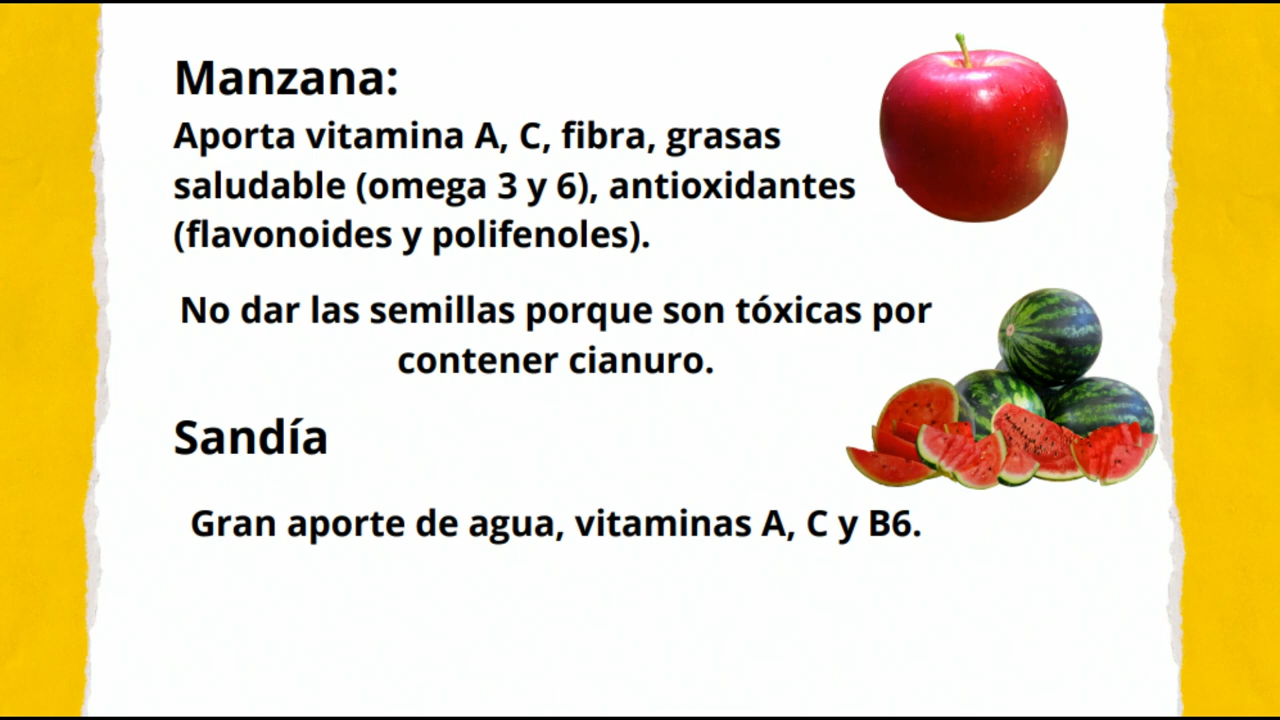 Manzana:
Aporta vitamina A, C, fibra, grasas
saludable (omega 3 y 6), antioxidantes
(flavonoides y polifenoles).
No dar las semillas porque son tóxicas por
contener cianuro.
Sandía
Gran aporte de agua, vitaminas A, C y B6.